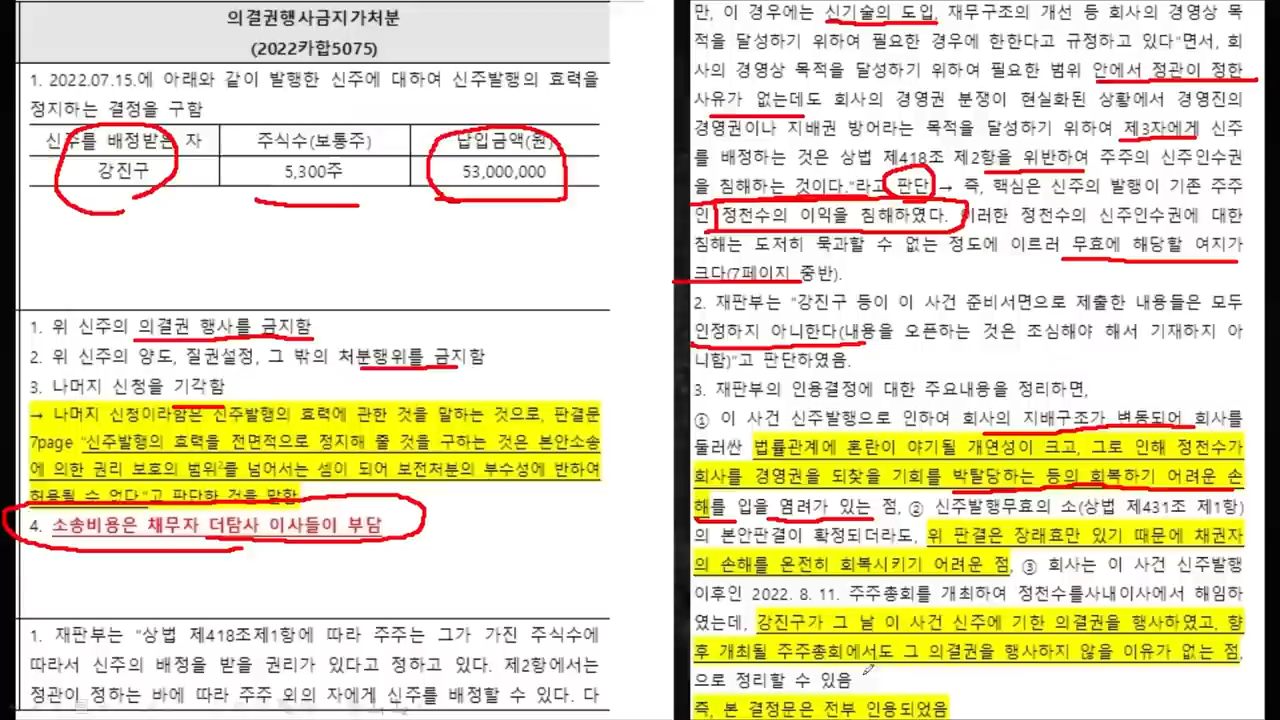 의결권행사금지가처분
(2022카합5075)
1. 2022.07.15.에 아래와 같이 발행한 신주에 대하여 신주발행의 효력을
정지하는 결정을 구함
신주를 배정받은 자 주식수(보통주) 납입금액(원)
강진구 5,300주 53,000,000
1. 위 신주의 의결권 행사를 금지함
2. 위 신주의 양도, 질권설정, 그 밖의 처분행위를 금지함
3. 나머지 신청을 기각함
→ 나머지 신청이라함은 신주발행의 효력에 관한 것을 말하는 것으로, 판결문
7page "신주발행의 효력을 전면적으로 정지해 줄 것을 구하는 것은 본안소송
에 의한 권리 보호의 범위²를 넘어서는 셈이 되어 보전처분의 부수성에 반하여
허용될 수 없다"고 판단한 것을 말함
4. 소송비용은 채무자 더탐사 이사들이 부담
1. 재판부는 "상법 제418조제1항에 따라 주주는 그가 가진 주식수에
따라서 신주의 배정을 받을 권리가 있다고 정하고 있다. 제2항에서는
정관이 정하는 바에 따라 주주 외의 자에게 신주를 배정할 수 있다. 다
만, 이 경우에는 신기술의 도입, 재무구조의 개선 등 회사의 경영상 목
적을 달성하기 위하여 필요한 경우에 한한다고 규정하고 있다"면서, 회
사의 경영상 목적을 달성하기 위하여 필요한 범위 안에서 정관이 정한
사유가 없는데도 회사의 경영권 분쟁이 현실화된 상황에서 경영진의
경영권이나 지배권 방어라는 목적을 달성하기 위하여 제3자에게 신주
를 배정하는 것은 상법 제418조 제2항을 위반하여 주주의 신주인수권
을 침해하는 것이다."라고 판단 → 즉, 핵심은 신주의 발행이 기존 주주
인 정천수의 이익을 침해하였다. 이러한 정천수의 신주인수권에 대한
침해는 도저히 묵과할 수 없는 정도에 이르러 무효에 해당할 여지가
크다(7페이지 중반).
2. 재판부는 "강진구 등이 이 사건 준비서면으로 제출한 내용들은 모두
인정하지 아니한다(내용을 오픈하는 것은 조심해야 해서 기재하지 아
니함)"고 판단하였음.
3. 재판부의 인용결정에 대한 주요내용을 정리하면,
① 이 사건 신주발행으로 인하여 회사의 지배구조가 변동되어 회사를
둘러싼 법률관계에 혼란이 야기될 개연성이 크고, 그로 인해 정천수가
회사를 경영권을 되찾을 기회를 박탈당하는 등의 회복하기 어려운 손
해를 입을 염려가 있는 점, ② 신주발행무효의 소(상법 제431조 제1항)
의 본안판결이 확정되더라도, 위 판결은 장래효만 있기 때문에 채권자
의 손해를 온전히 회복시키기 어려운 점, ③ 회사는 이 사건 신주발행
이후인 2022. 8. 11. 주주총회를 개최하여 정천수를사내이사에서 해임하
였는데, 강진구가 그 날 이 사건 신주에 기한 의결권을 행사하였고, 향
후 개최될 주주총회에서도 그 의결권을 행사하지 않을 이유가 없는 점,
으로 정리할 수 있음
즉, 본 결정문은 전부 인용되었음